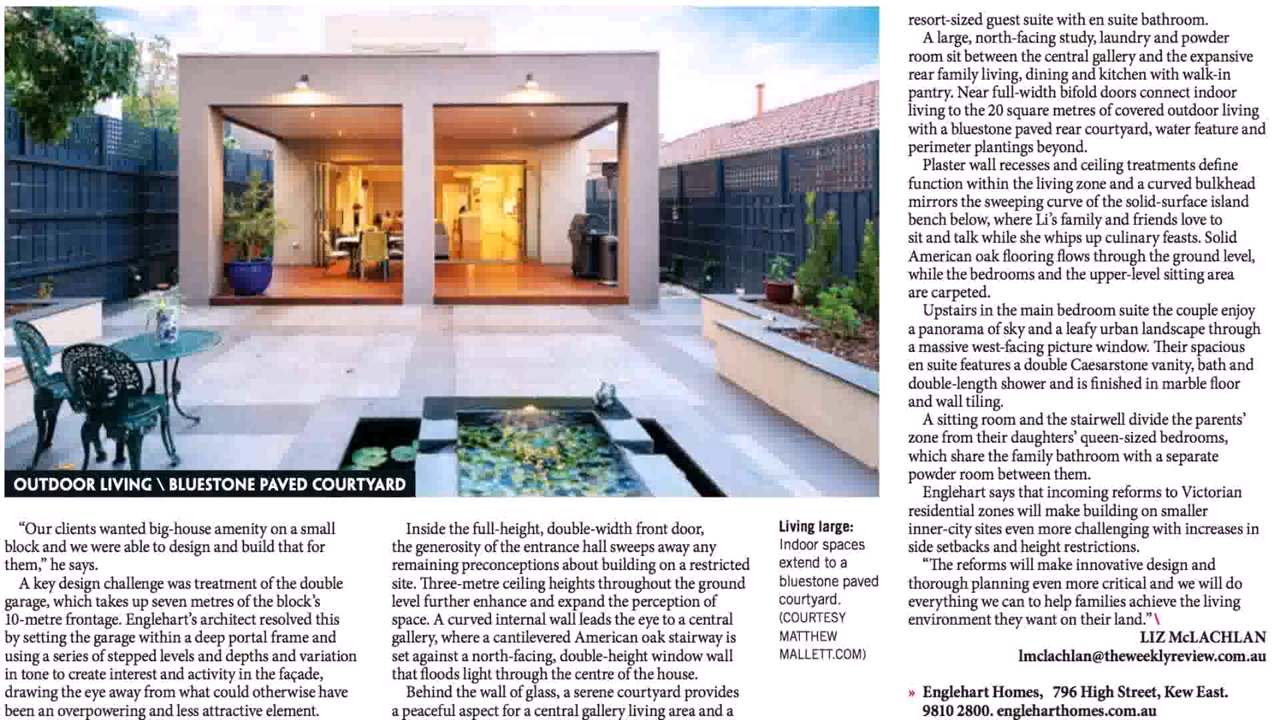 OUTDOOR LIVING \ BLUESTONE PAVED COURTYARD
“Our clients wanted big-house amenity on a small
block and we were able to design and build that for
them,” he says.
A key design challenge was treatment of the double
garage, which takes up seven metres of the block’s
10-metre frontage. Englehart’s architect resolved this
by setting the garage within a deep portal frame and
using a series of stepped levels and depths and variation
in tone to create interest and activity in the façade,
drawing the eye away from what could otherwise have
been an overpowering and less attractive element.
Inside the full-height, double-width front door,
the generosity of the entrance hall sweeps away any
remaining preconceptions about building on a restricted
site. Three-metre ceiling heights throughout the ground
level further enhance and expand the perception of
space. A curved internal wall leads the eye to a central
gallery, where a cantilevered American oak stairway is
set against a north-facing, double-height window wall
that floods light through the centre of the house.
Behind the wall of glass, a serene courtyard provides
a peaceful aspect for a central gallery living area and a
Living large:
Indoor spaces
extend to a
bluestone paved
courtyard.
(COURTESY
MATTHEW
MALLETT.COM)
resort-sized guest suite with en suite bathroom.
A large, north-facing study, laundry and powder
room sit between the central gallery and the expansive
rear family living, dining and kitchen with walk-in
pantry. Near full-width bifold doors connect indoor
living to the 20 square metres of covered outdoor living
with a bluestone paved rear courtyard, water feature and
perimeter plantings beyond.
Plaster wall recesses and ceiling treatments define
function within the living zone and a curved bulkhead
mirrors the sweeping curve of the solid-surface island
bench below, where Li’s family and friends love to
sit and talk while she whips up culinary feasts. Solid
American oak flooring flows through the ground level,
while the bedrooms and the upper-level sitting area
are carpeted.
Upstairs in the main bedroom suite the couple enjoy
a panorama of sky and a leafy urban landscape through
a massive west-facing picture window. Their spacious
en suite features a double Caesarstone vanity, bath and
double-length shower and is finished in marble floor
and wall tiling.
A sitting room and the stairwell divide the parents’
zone from their daughters’ queen-sized bedrooms,
which share the family bathroom with a separate
powder room between them.
Englehart says that incoming reforms to Victorian
residential zones will make building on smaller
inner-city sites even more challenging with increases in
side setbacks and height restrictions.
“The reforms will make innovative design and
thorough planning even more critical and we will do
everything we can to help families achieve the living
environment they want on their land.” \
LIZ McLACHLAN
lmclachlan@theweeklyreview.com.au
» Englehart Homes, 796 High Street, Kew East.
9810 2800. engleharthomes.com.au